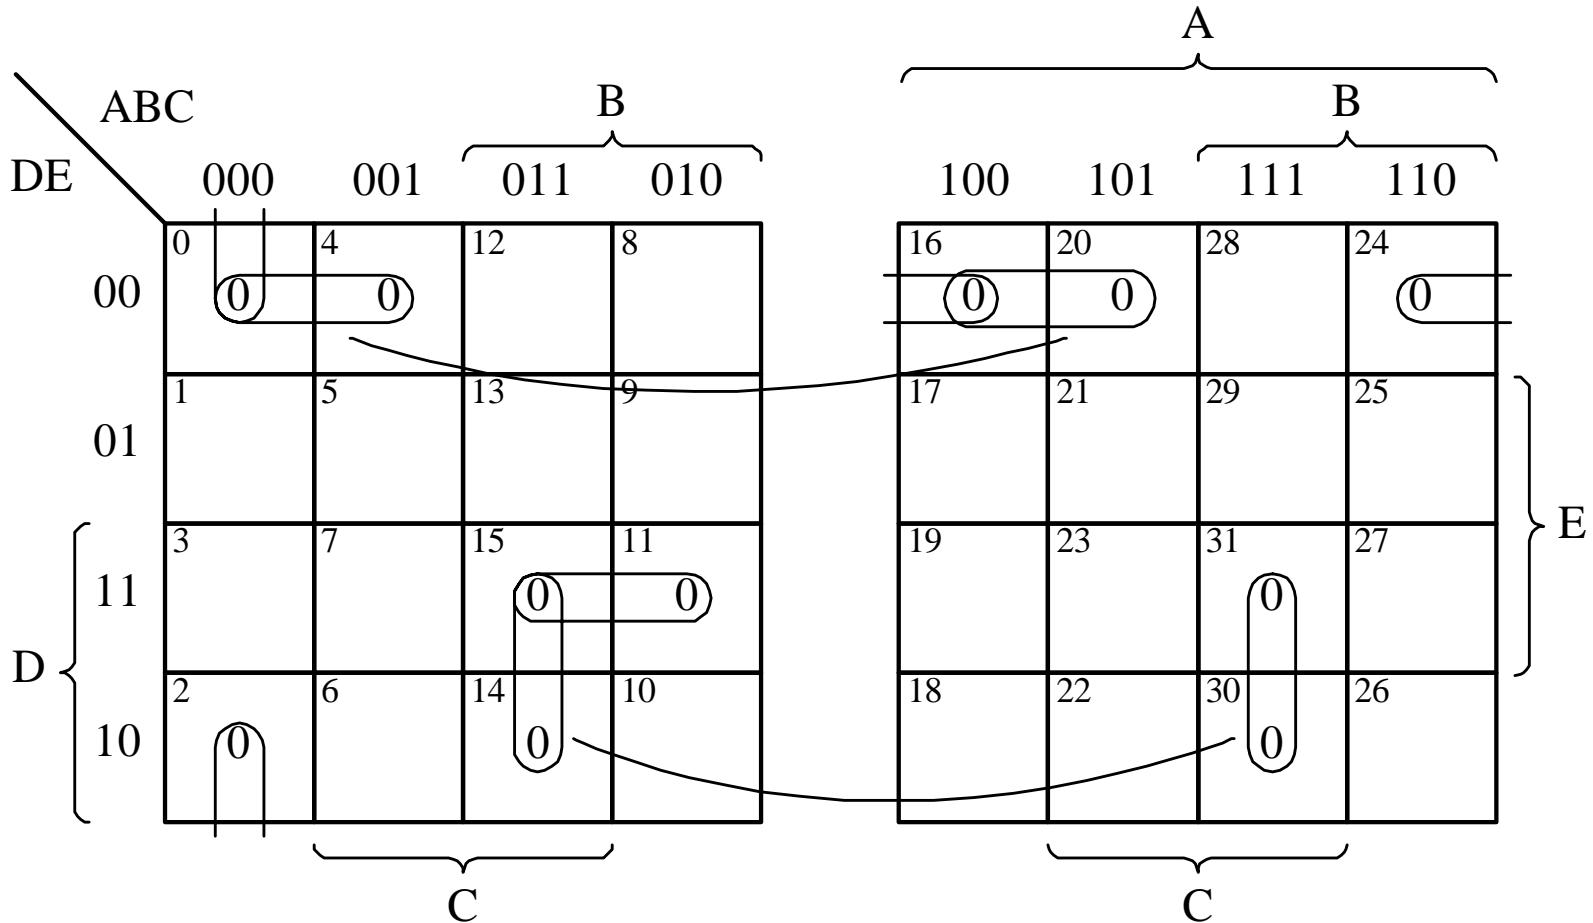 A
ABC B B
DE 000 001 011 010 100 101 111 110
0 4 12 8 16 20 28 24
00 0 0 0 0 0
1 5 13 9 17 21 29 25
01
E
3 7 15 11 19 23 31 27
11 0 0 0
D
2 6 14 10 18 22 30 26
10 0 0 0
C C